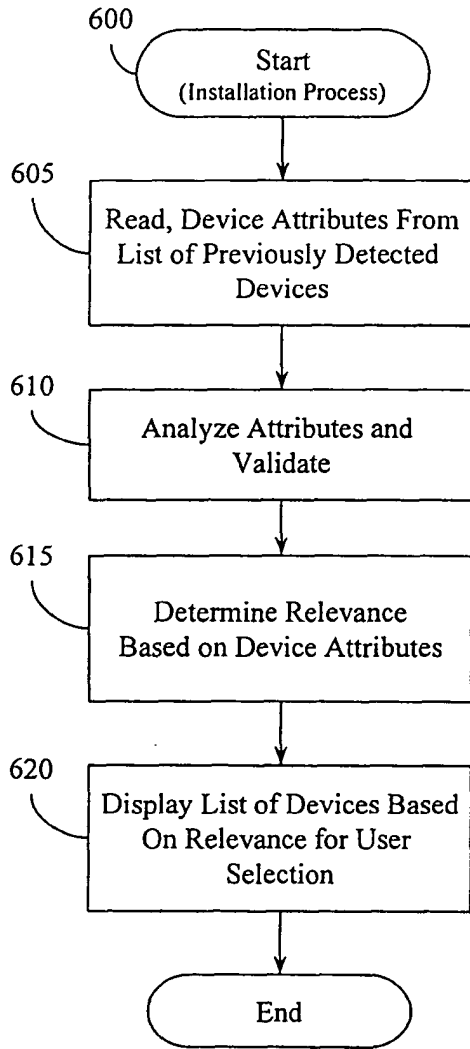 600
Start
(Installation Process)
605
Read, Device Attributes From
List of Previously Detected
Devices
610
Analyze Attributes and
Validate
615
Determine Relevance
Based on Device Attributes
620
Display List of Devices Based
On Relevance for User
Selection
End